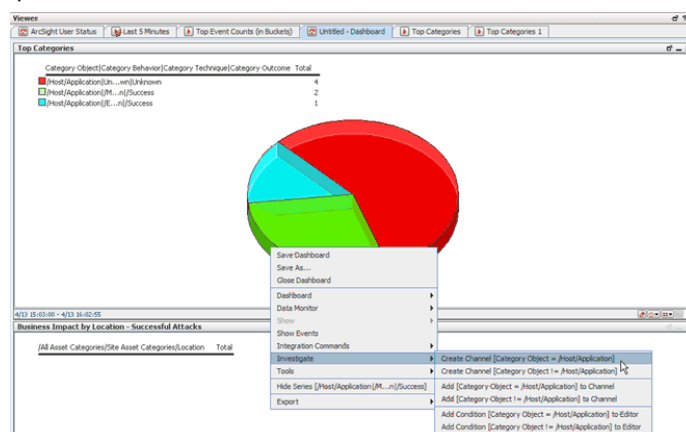 Viewer
ArcSight User Status Last 5 Minutes Top Event Counts (in Buckets) Untitled - Dashboard Top Categories Top Categories 1
Top Categories
Category Object|Category Behavior|Category Technique|Category Outcome Total
/Host/Application|Un...wn|Unknown 4
/Host/Application|/M...n|/Success 2
/Host/Application|/E...n|/Success 1
Save Dashboard
Save As...
Close Dashboard
Dashboard
Data Monitor
Show
Show Events
Integration Commands
Investigate
Tools
Hide Series [/Host/Application|/M...n|/Success]
Export
4/13 15:03:00 - 4/13 16:02:55
Business Impact by Location - Successful Attacks
/All Asset Categories/Site Asset Categories/Location Total
Create Channel [Category Object = /Host/Application]
Create Channel [Category Object != /Host/Application]
Add [Category Object = /Host/Application] to Channel
Add [Category Object != /Host/Application] to Channel
Add Condition [Category Object = /Host/Application] to Editor
Add Condition [Category Object != /Host/Application] to Editor